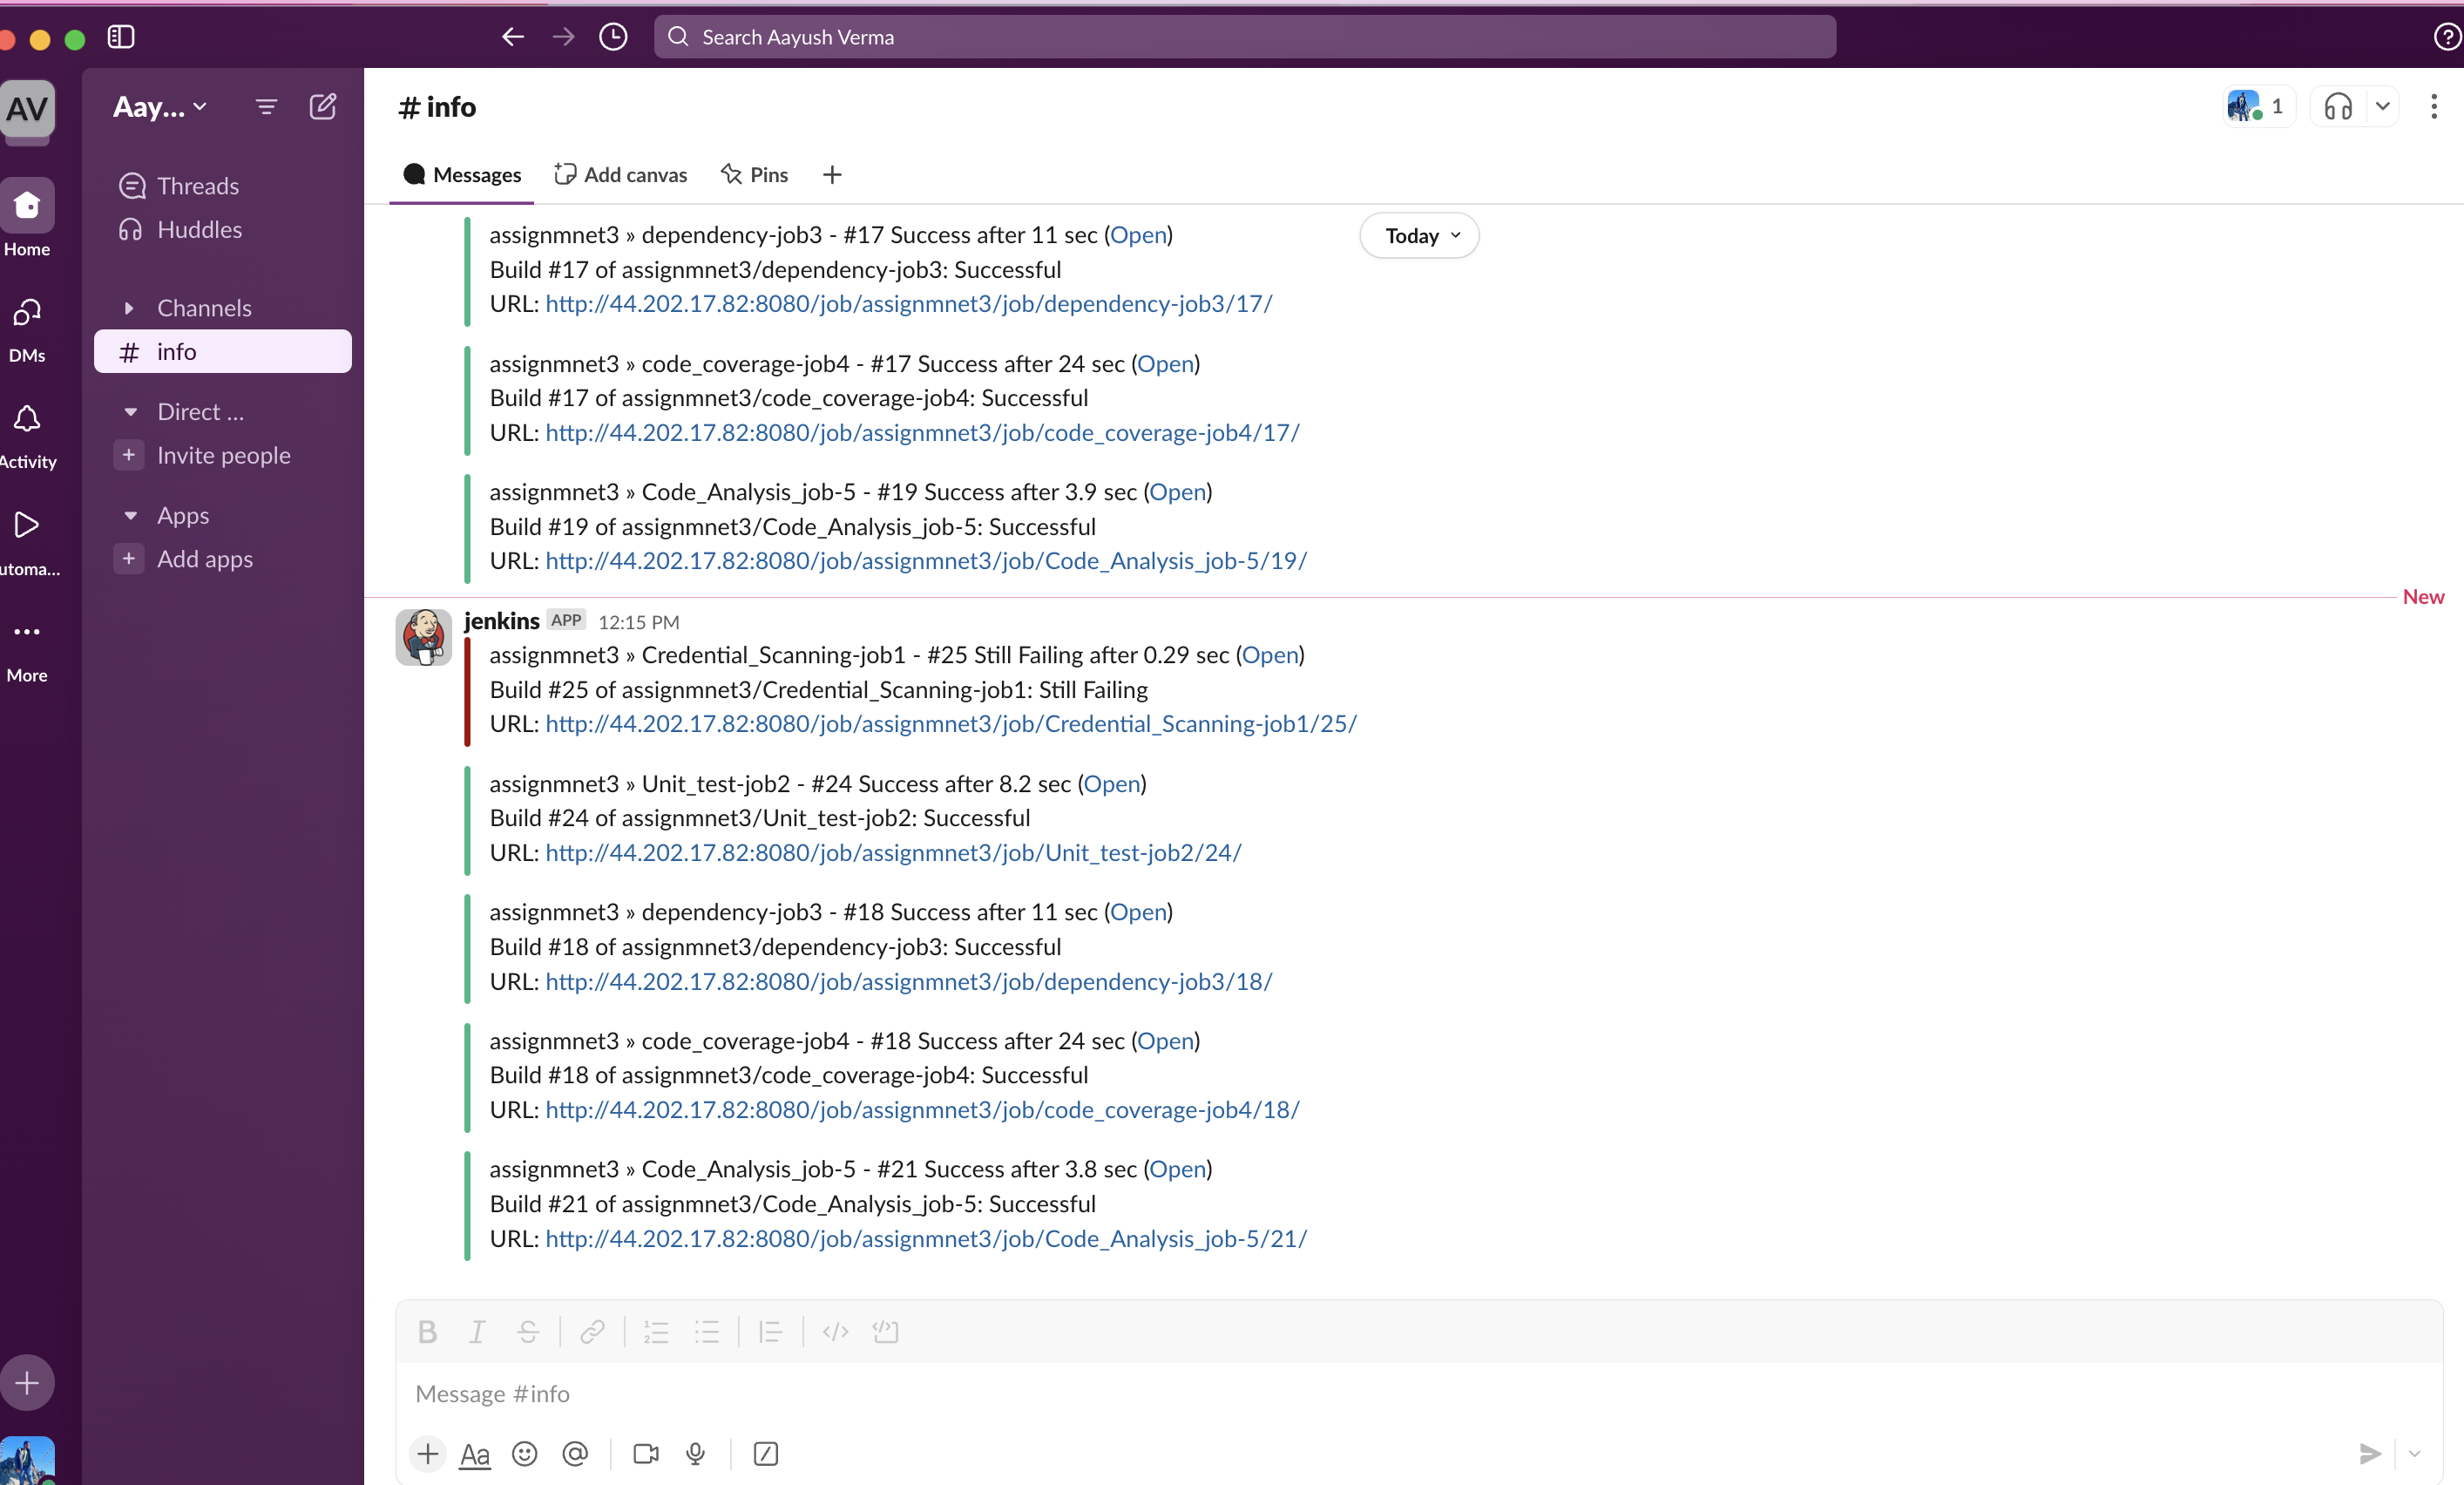 Search Aayush Verma
AV
Aay...
# info
1
Home
Threads
Huddles
Messages
Add canvas
Pins
DMs
Channels
# info
Activity
Direct ...
Invite people
utoma...
Apps
Add apps
More
Today
assignmnet3 » dependency-job3 - #17 Success after 11 sec (Open)
Build #17 of assignmnet3/dependency-job3: Successful
URL: http://44.202.17.82:8080/job/assignmnet3/job/dependency-job3/17/
assignmnet3 » code_coverage-job4 - #17 Success after 24 sec (Open)
Build #17 of assignmnet3/code_coverage-job4: Successful
URL: http://44.202.17.82:8080/job/assignmnet3/job/code_coverage-job4/17/
assignmnet3 » Code_Analysis_job-5 - #19 Success after 3.9 sec (Open)
Build #19 of assignmnet3/Code_Analysis_job-5: Successful
URL: http://44.202.17.82:8080/job/assignmnet3/job/Code_Analysis_job-5/19/
New
jenkins APP 12:15 PM
assignmnet3 » Credential_Scanning-job1 - #25 Still Failing after 0.29 sec (Open)
Build #25 of assignmnet3/Credential_Scanning-job1: Still Failing
URL: http://44.202.17.82:8080/job/assignmnet3/job/Credential_Scanning-job1/25/
assignmnet3 » Unit_test-job2 - #24 Success after 8.2 sec (Open)
Build #24 of assignmnet3/Unit_test-job2: Successful
URL: http://44.202.17.82:8080/job/assignmnet3/job/Unit_test-job2/24/
assignmnet3 » dependency-job3 - #18 Success after 11 sec (Open)
Build #18 of assignmnet3/dependency-job3: Successful
URL: http://44.202.17.82:8080/job/assignmnet3/job/dependency-job3/18/
assignmnet3 » code_coverage-job4 - #18 Success after 24 sec (Open)
Build #18 of assignmnet3/code_coverage-job4: Successful
URL: http://44.202.17.82:8080/job/assignmnet3/job/code_coverage-job4/18/
assignmnet3 » Code_Analysis_job-5 - #21 Success after 3.8 sec (Open)
Build #21 of assignmnet3/Code_Analysis_job-5: Successful
URL: http://44.202.17.82:8080/job/assignmnet3/job/Code_Analysis_job-5/21/
B I S
Message #info
Aa